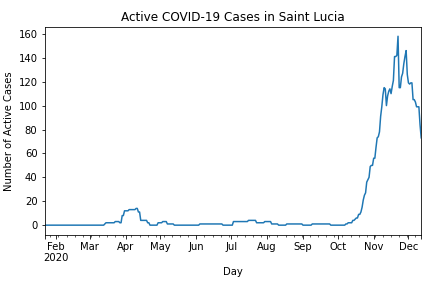 Active COVID-19 Cases in Saint Lucia
160
140
120
100
80
60
40
20
0
Number of Active Cases
Feb Mar Apr May Jun Jul Aug Sep Oct Nov Dec
2020
Day